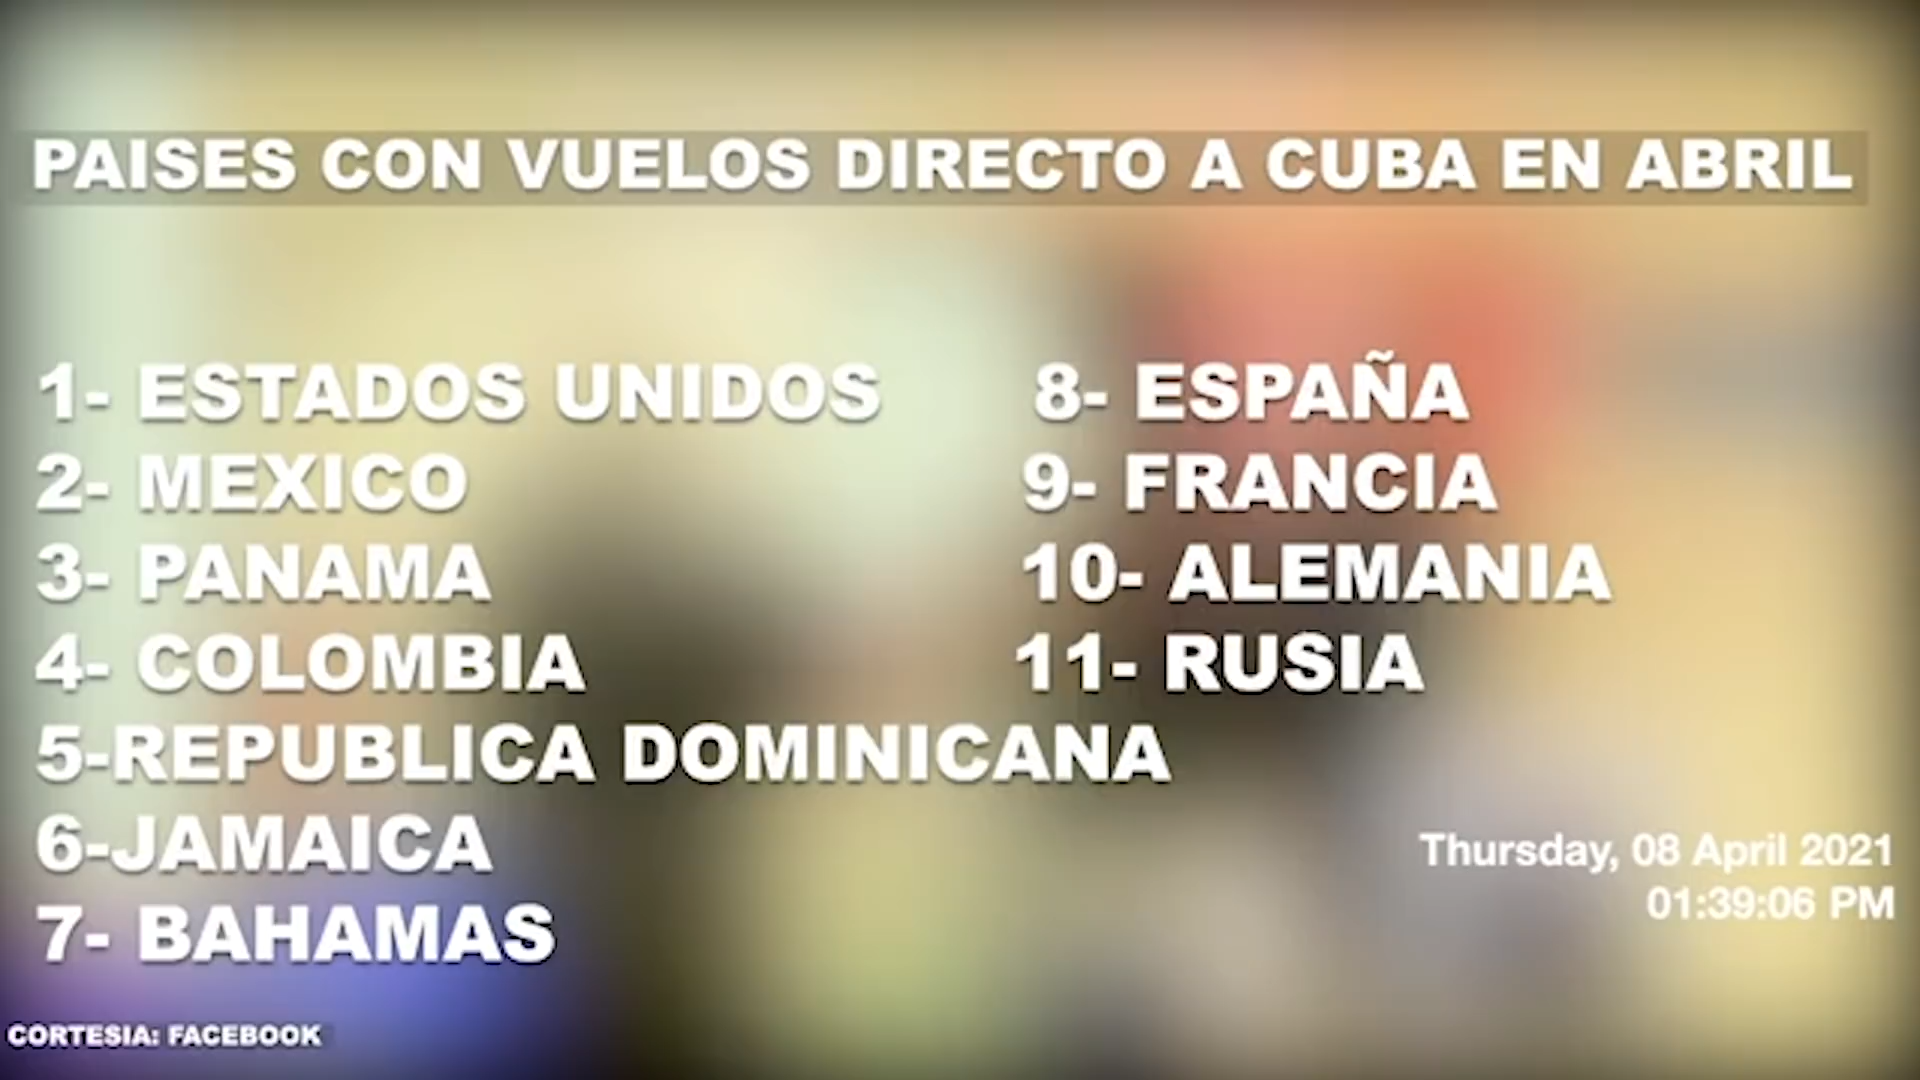 PAISES CON VUELOS DIRECTO A CUBA EN ABRIL
1- ESTADOS UNIDOS
2- MEXICO
3- PANAMA
4- COLOMBIA
5-REPUBLICA DOMINICANA
6-JAMAICA
7- BAHAMAS
8- ESPAÑA
9- FRANCIA
10- ALEMANIA
11- RUSIA
Thursday, 08 April 2021
01:39:06 PM
CORTESIA: FACEBOOK